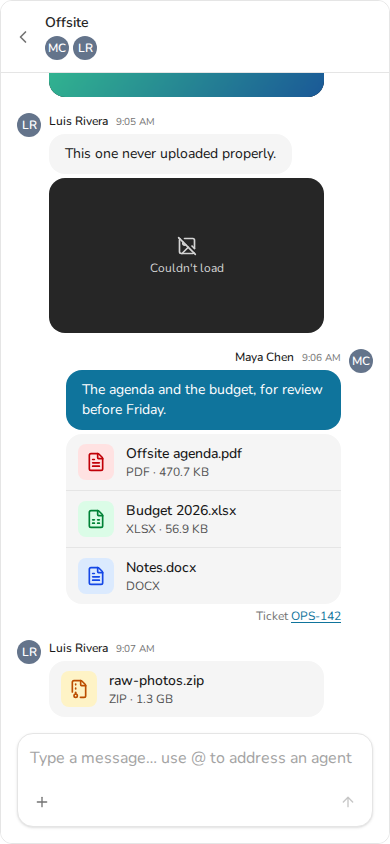 Offsite
MC LR
LR Luis Rivera 9:05 AM
This one never uploaded properly.
Couldn't load
Maya Chen 9:06 AM MC
The agenda and the budget, for review
before Friday.
Offsite agenda.pdf
PDF · 470.7 KB
Budget 2026.xlsx
XLSX · 56.9 KB
Notes.docx
DOCX
Ticket OPS-142
LR Luis Rivera 9:07 AM
raw-photos.zip
ZIP · 1.3 GB
Type a message... use @ to address an agent